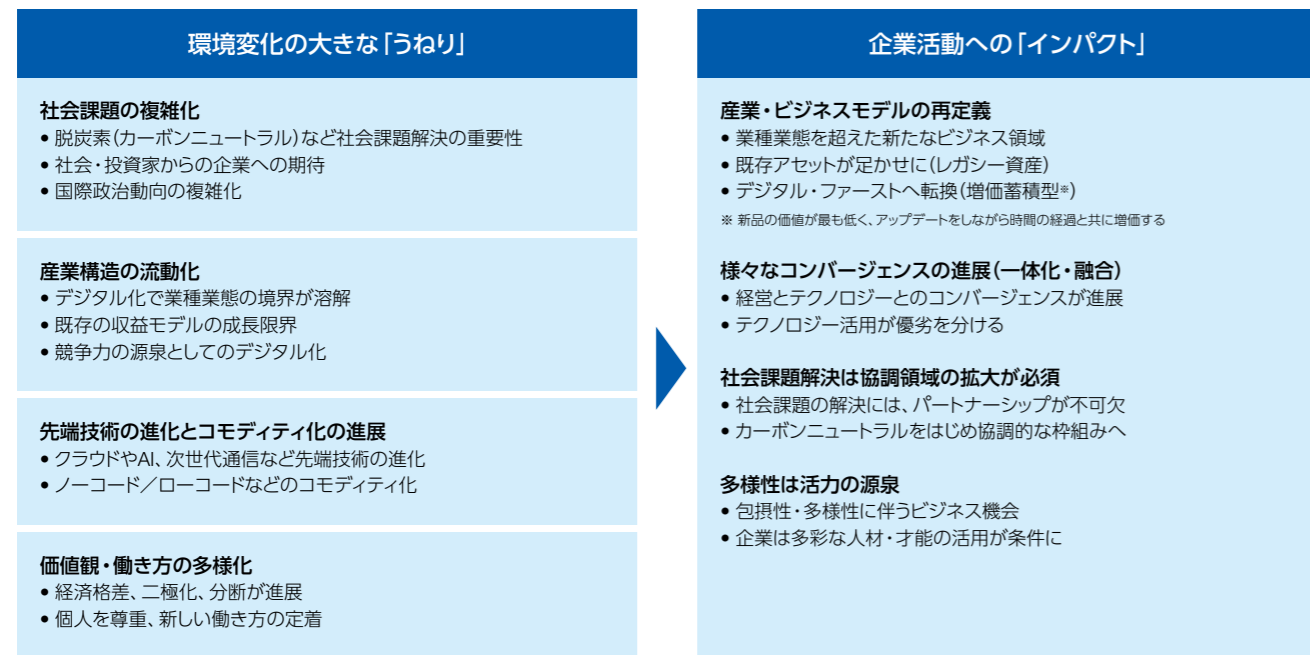 環境変化の大きな「うねり」
社会課題の複雑化
• 脱炭素(カーボンニュートラル)など社会課題解決の重要性
• 社会・投資家からの企業への期待
• 国際政治動向の複雑化
産業構造の流動化
• デジタル化で業種業態の境界が溶解
• 既存の収益モデルの成長限界
• 競争力の源泉としてのデジタル化
先端技術の進化とコモディティ化の進展
• クラウドやAI、次世代通信など先端技術の進化
• ノーコード/ローコードなどのコモディティ化
価値観・働き方の多様化
• 経済格差、二極化、分断が進展
• 個人を尊重、新しい働き方の定着
企業活動への「インパクト」
産業・ビジネスモデルの再定義
• 業種業態を超えた新たなビジネス領域
• 既存アセットが足かせに(レガシー資産)
• デジタル・ファーストへ転換(増価蓄積型※)
※ 新品の価値が最も低く、アップデートをしながら時間の経過と共に増価する
様々なコンバージェンスの進展(一体化・融合)
• 経営とテクノロジーとのコンバージェンスが進展
• テクノロジー活用が優劣を分ける
社会課題解決は協調領域の拡大が必須
• 社会課題の解決には、パートナーシップが不可欠
• カーボンニュートラルをはじめ協調的な枠組みへ
多様性は活力の源泉
• 包摂性・多様性に伴うビジネス機会
• 企業は多彩な人材・才能の活用が条件に